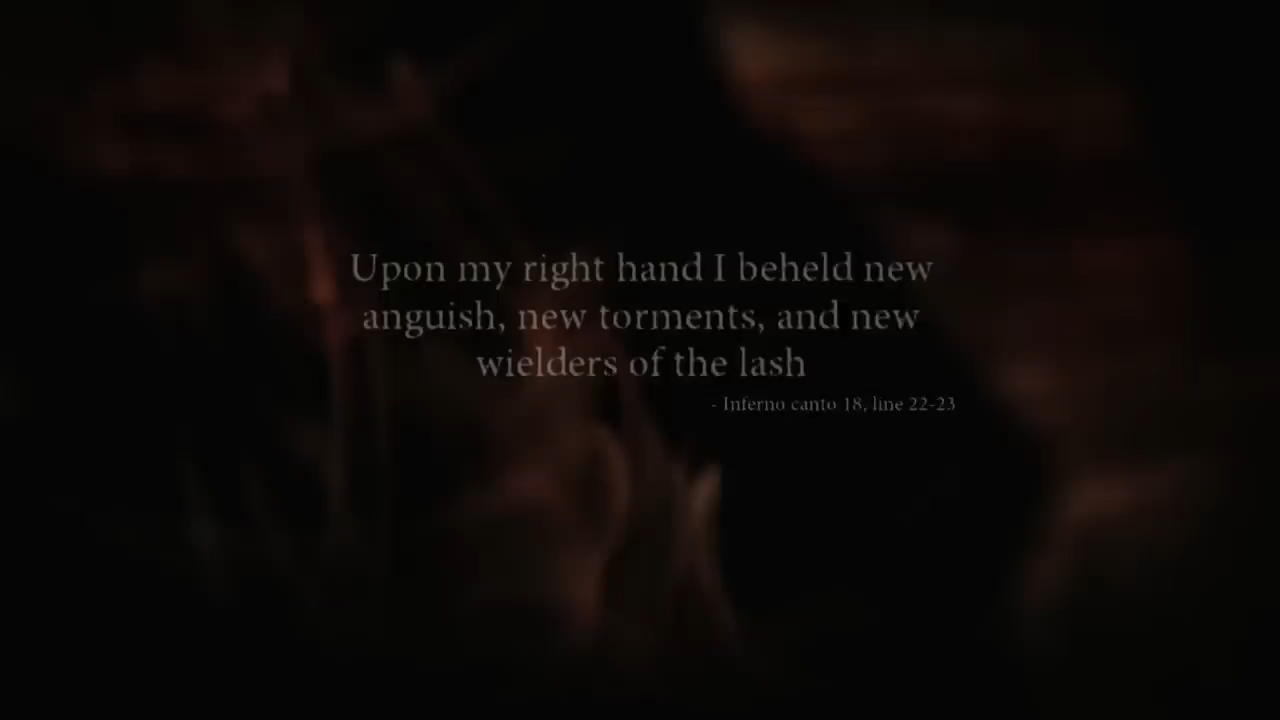 Upon my right hand I beheld new
anguish, new torments, and new
wielders of the lash
- Inferno canto 18, line 22-23